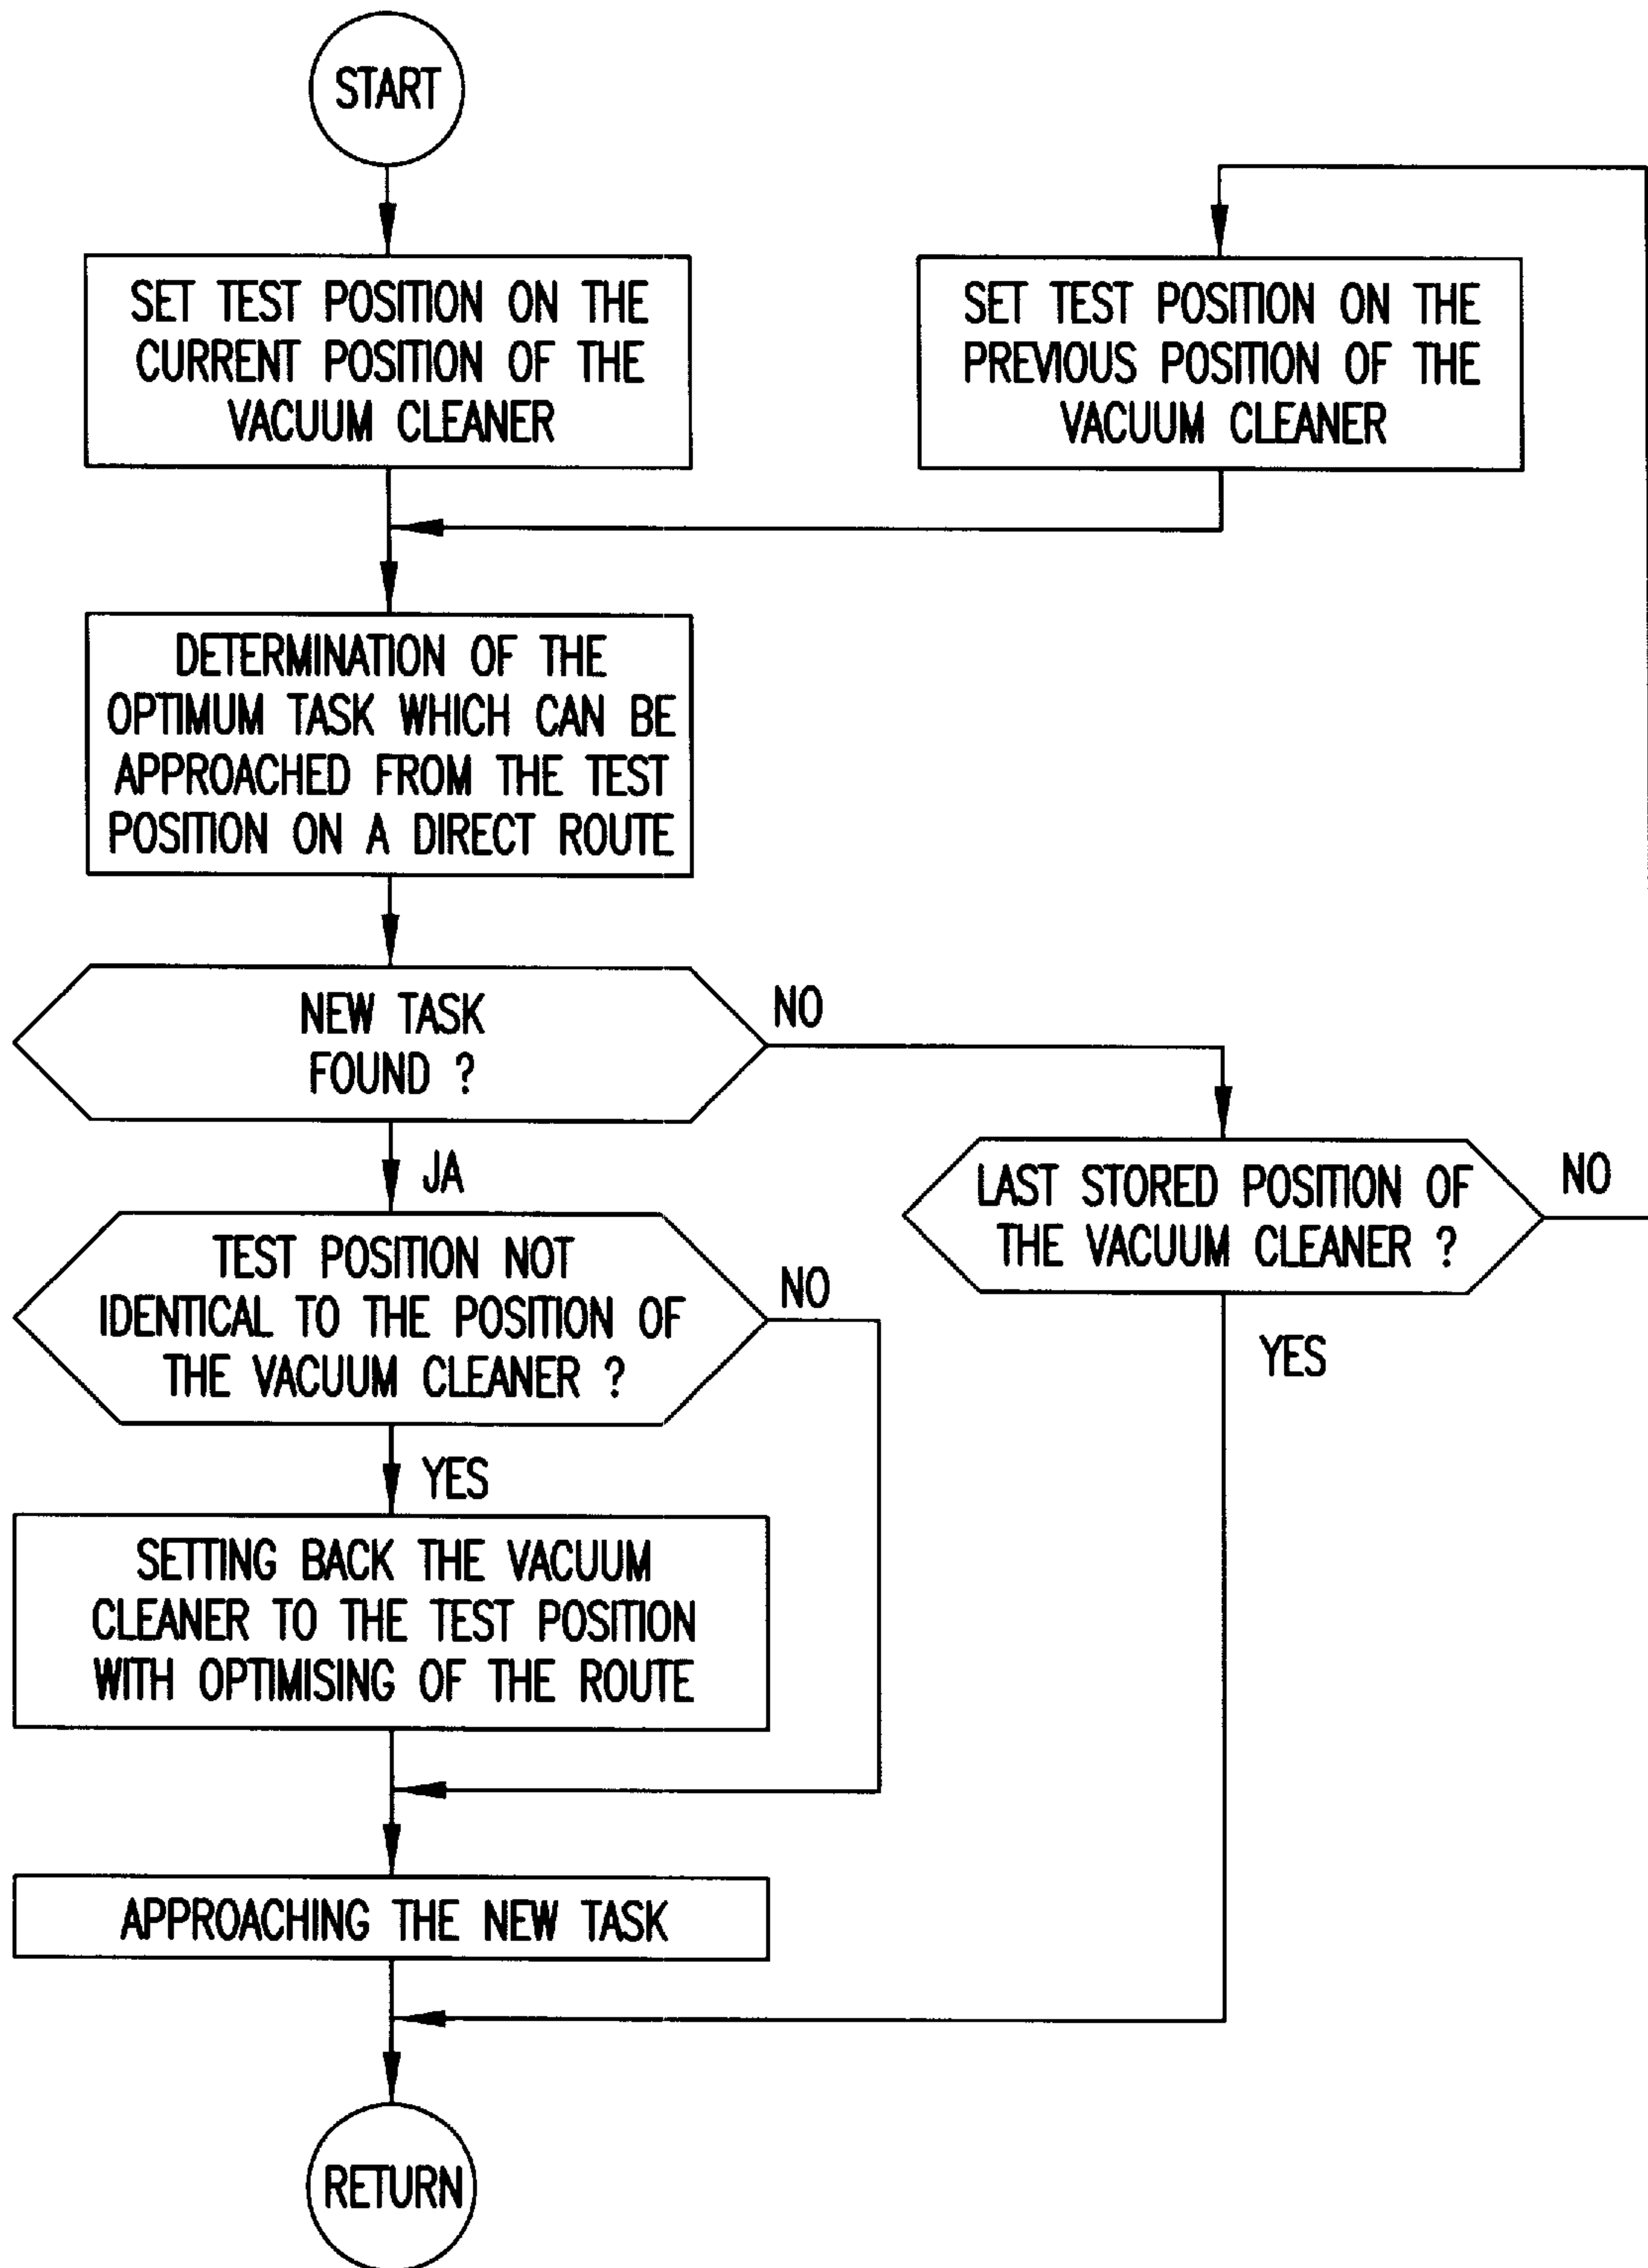 START
SET TEST POSITION ON THE
CURRENT POSITION OF THE
VACUUM CLEANER
SET TEST POSITION ON THE
PREVIOUS POSITION OF THE
VACUUM CLEANER
DETERMINATION OF THE
OPTIMUM TASK WHICH CAN BE
APPROACHED FROM THE TEST
POSITION ON A DIRECT ROUTE
NEW TASK
FOUND ?
NO
JA
LAST STORED POSITION OF
THE VACUUM CLEANER ?
NO
YES
TEST POSITION NOT
IDENTICAL TO THE POSITION OF
THE VACUUM CLEANER ?
NO
YES
SETTING BACK THE VACUUM
CLEANER TO THE TEST POSITION
WITH OPTIMISING OF THE ROUTE
APPROACHING THE NEW TASK
RETURN